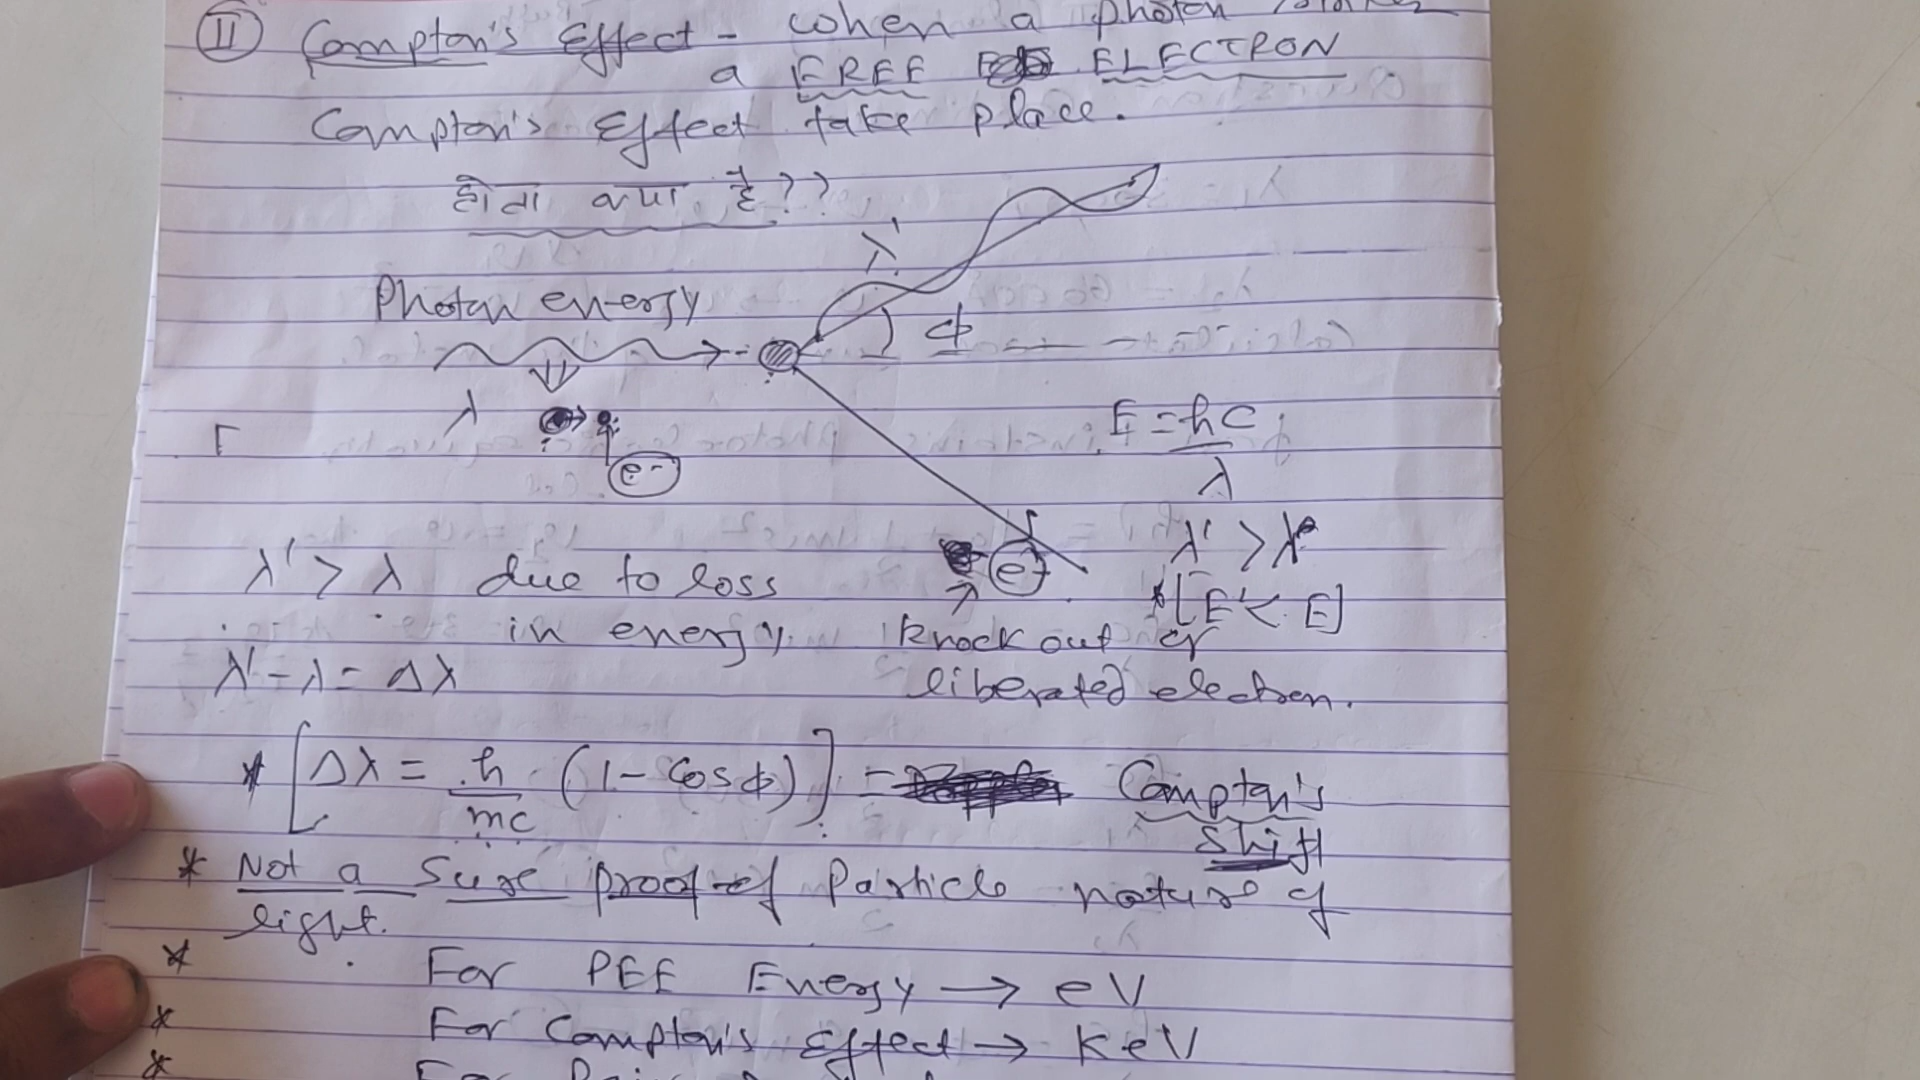 II Compton's Effect - when a photon
a FREE ELECTRON
Compton's Effect take place.
होता क्या है??
λ'
Photon energy
ϕ
λ
e-
E = hc
λ
λ' > λ due to loss
in energy
e-
λ' > λ
*[E' < E]
knock out or
liberated electron.
λ' - λ = Δλ
* [Δλ = h/mc (1 - cosϕ)] = Compton's
shift
* Not a Sure proof of Particle nature of
light.
* For PEE Energy → eV
* For Compton's Effect → KeV
*